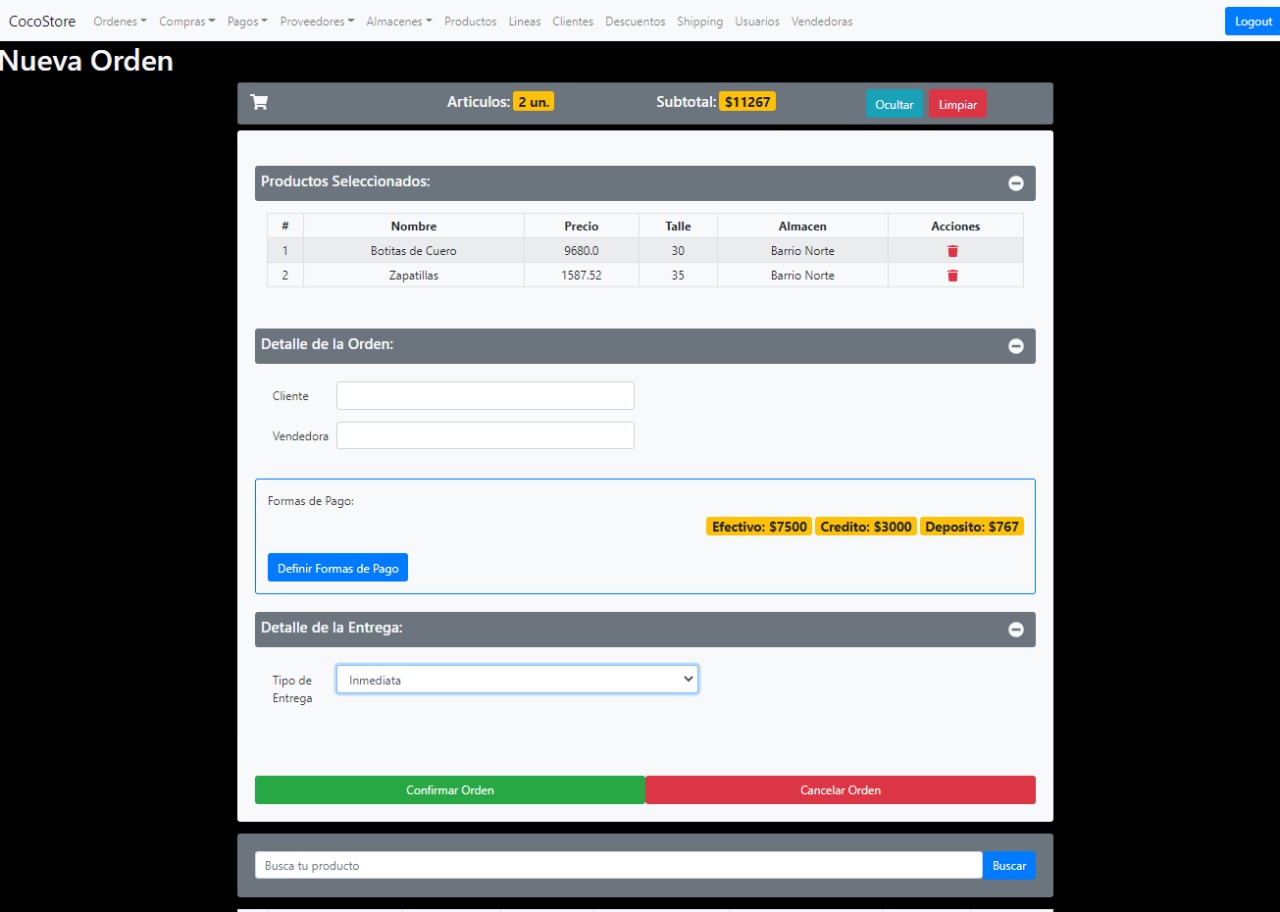 CocoStore Ordenes Compras Pagos Proveedores Almacenes Productos Lineas Clientes Descuentos Shipping Usuarios Vendedoras Logout
Nueva Orden
Articulos: 2 un. Subtotal: $11267 Ocultar Limpiar
Productos Seleccionados:
# Nombre Precio Talle Almacen Acciones
1 Botitas de Cuero 9680.0 30 Barrio Norte
2 Zapatillas 1587.52 35 Barrio Norte
Detalle de la Orden:
Cliente
Vendedora
Formas de Pago:
Efectivo: $7500 Credito: $3000 Deposito: $767
Definir Formas de Pago
Detalle de la Entrega:
Tipo de Entrega Inmediata
Confirmar Orden Cancelar Orden
Busca tu producto Buscar